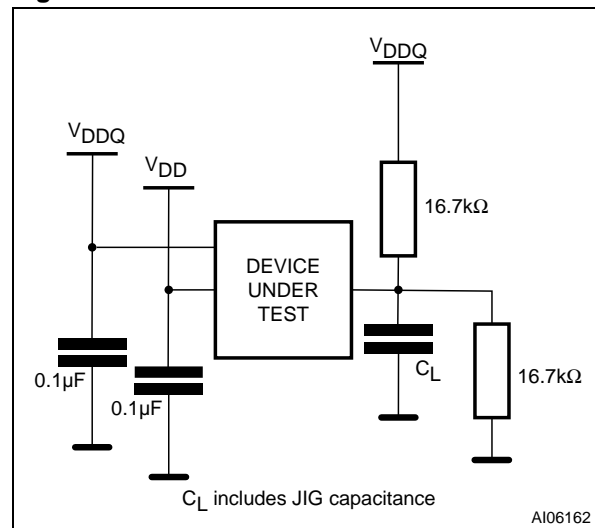 VDDQ
VDDQ
VDD
16.7kΩ
DEVICE
UNDER
TEST
CL
0.1µF
0.1µF
16.7kΩ
CL includes JIG capacitance
AI06162